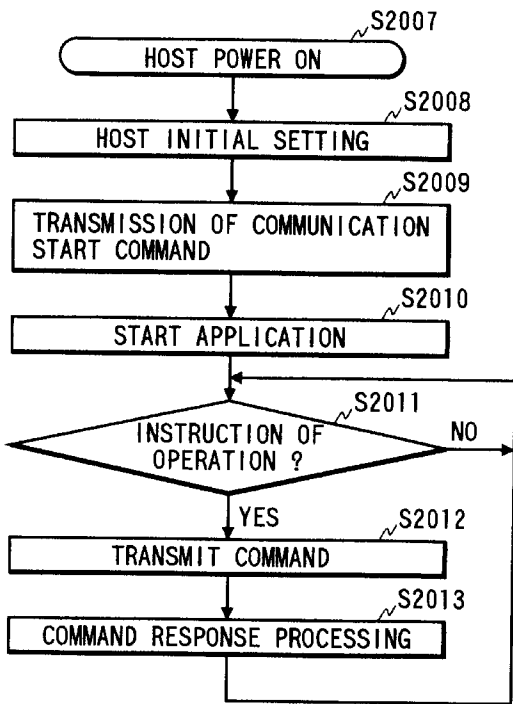 S2007
HOST POWER ON
S2008
HOST INITIAL SETTING
S2009
TRANSMISSION OF COMMUNICATION
START COMMAND
S2010
START APPLICATION
S2011
INSTRUCTION OF
OPERATION ?
NO
YES
S2012
TRANSMIT COMMAND
S2013
COMMAND RESPONSE PROCESSING